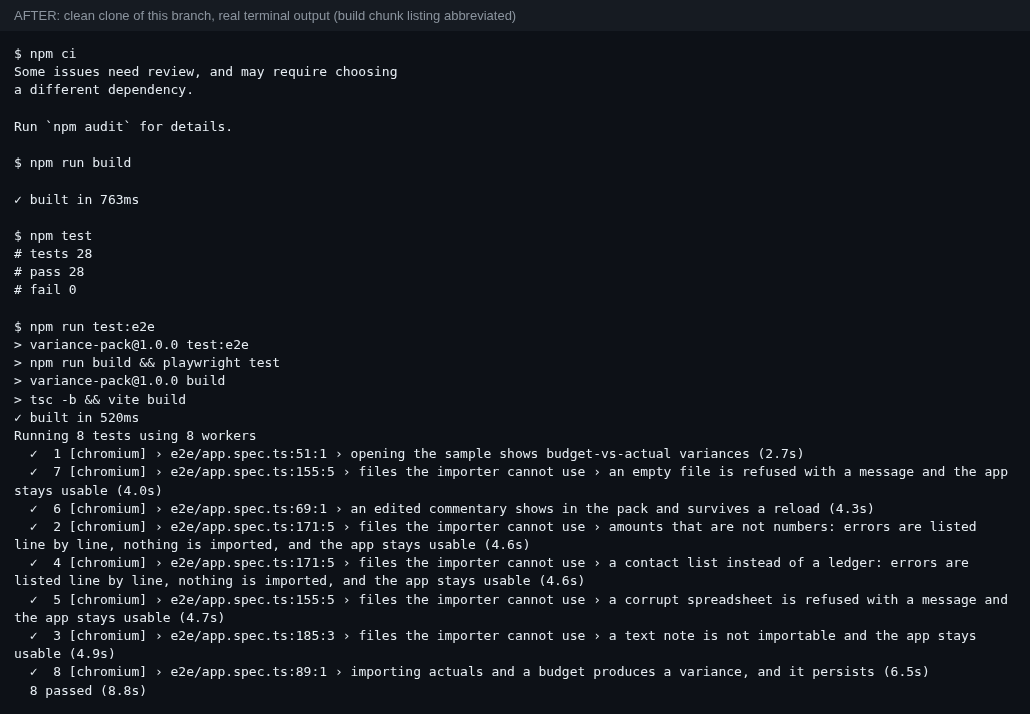 AFTER: clean clone of this branch, real terminal output (build chunk listing abbreviated)
$ npm ci
Some issues need review, and may require choosing
a different dependency.
Run `npm audit` for details.
$ npm run build
✓ built in 763ms
$ npm test
# tests 28
# pass 28
# fail 0
$ npm run test:e2e
> variance-pack@1.0.0 test:e2e
> npm run build && playwright test
> variance-pack@1.0.0 build
> tsc -b && vite build
✓ built in 520ms
Running 8 tests using 8 workers
✓ 1 [chromium] › e2e/app.spec.ts:51:1 › opening the sample shows budget-vs-actual variances (2.7s)
✓ 7 [chromium] › e2e/app.spec.ts:155:5 › files the importer cannot use › an empty file is refused with a message and the app
stays usable (4.0s)
✓ 6 [chromium] › e2e/app.spec.ts:69:1 › an edited commentary shows in the pack and survives a reload (4.3s)
✓ 2 [chromium] › e2e/app.spec.ts:171:5 › files the importer cannot use › amounts that are not numbers: errors are listed
line by line, nothing is imported, and the app stays usable (4.6s)
✓ 4 [chromium] › e2e/app.spec.ts:171:5 › files the importer cannot use › a contact list instead of a ledger: errors are
listed line by line, nothing is imported, and the app stays usable (4.6s)
✓ 5 [chromium] › e2e/app.spec.ts:155:5 › files the importer cannot use › a corrupt spreadsheet is refused with a message and
the app stays usable (4.7s)
✓ 3 [chromium] › e2e/app.spec.ts:185:3 › files the importer cannot use › a text note is not importable and the app stays
usable (4.9s)
✓ 8 [chromium] › e2e/app.spec.ts:89:1 › importing actuals and a budget produces a variance, and it persists (6.5s)
8 passed (8.8s)